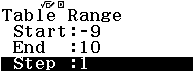 Table Range
Start:-9
End :10
Step :1